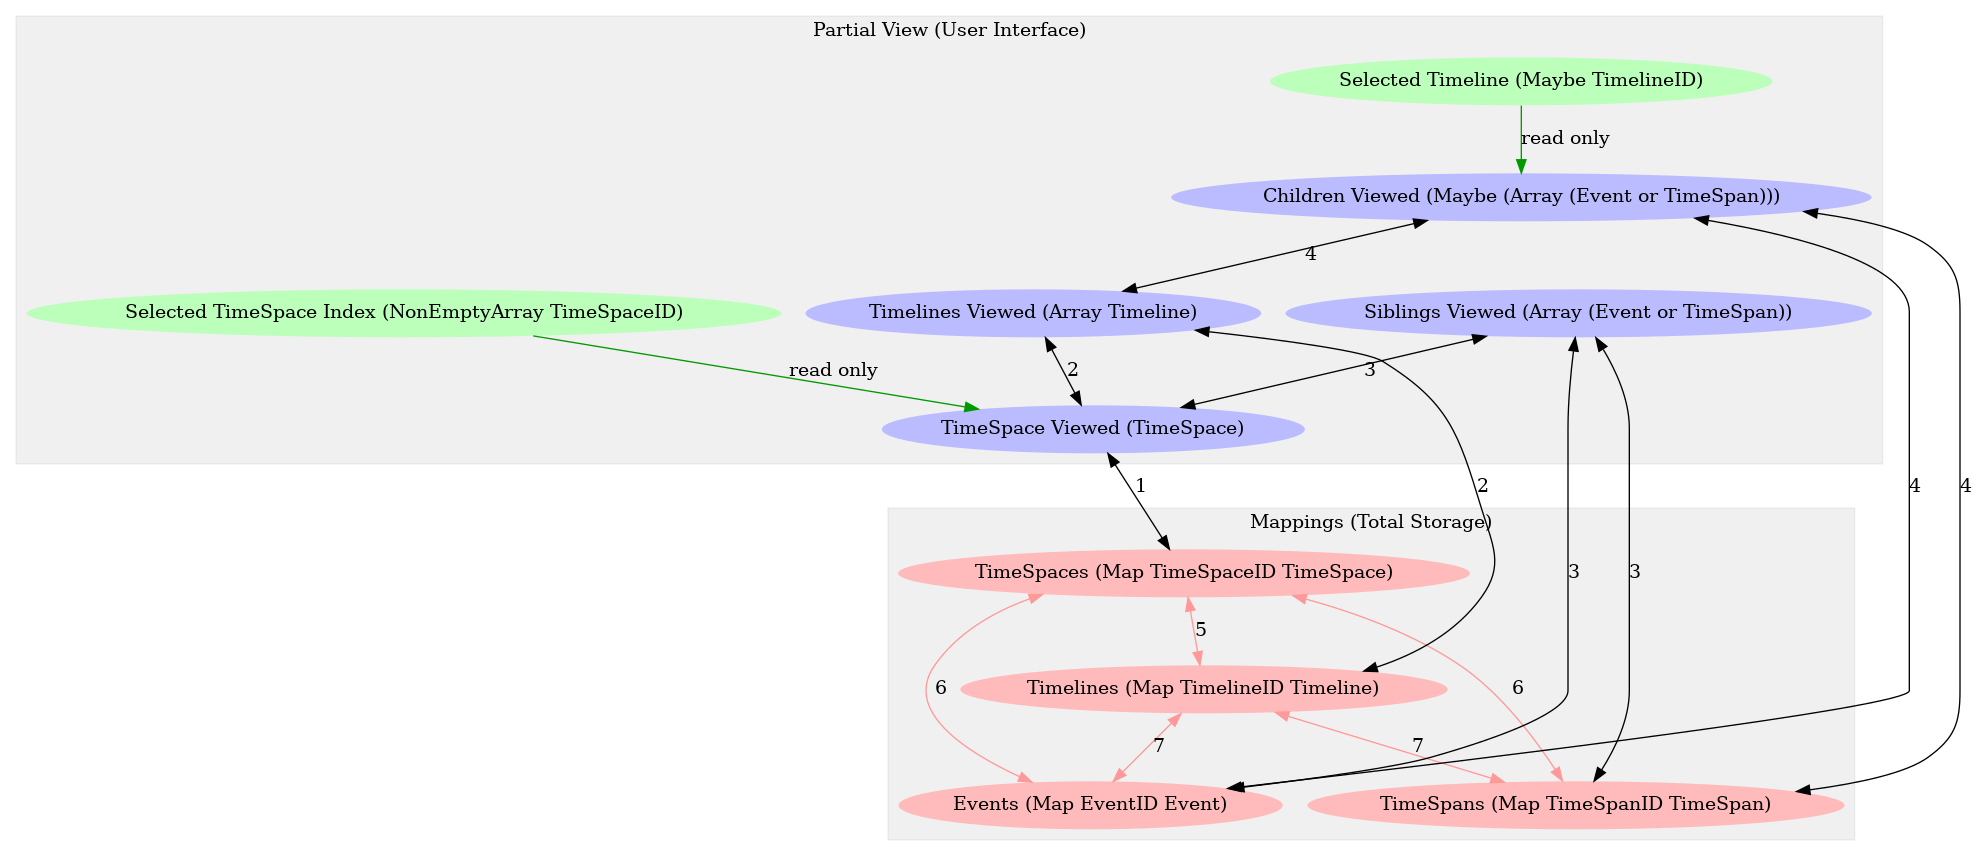 Partial View (User Interface)
Selected Timeline (Maybe TimelineID)
read only
Children Viewed (Maybe (Array (Event or TimeSpan)))
4
Selected TimeSpace Index (NonEmptyArray TimeSpaceID)
Timelines Viewed (Array Timeline)
Siblings Viewed (Array (Event or TimeSpan))
read only
2
3
TimeSpace Viewed (TimeSpace)
1
2
4
4
Mappings (Total Storage)
TimeSpaces (Map TimeSpaceID TimeSpace)
3
3
5
6
Timelines (Map TimelineID Timeline)
6
7
7
Events (Map EventID Event)
TimeSpans (Map TimeSpanID TimeSpan)